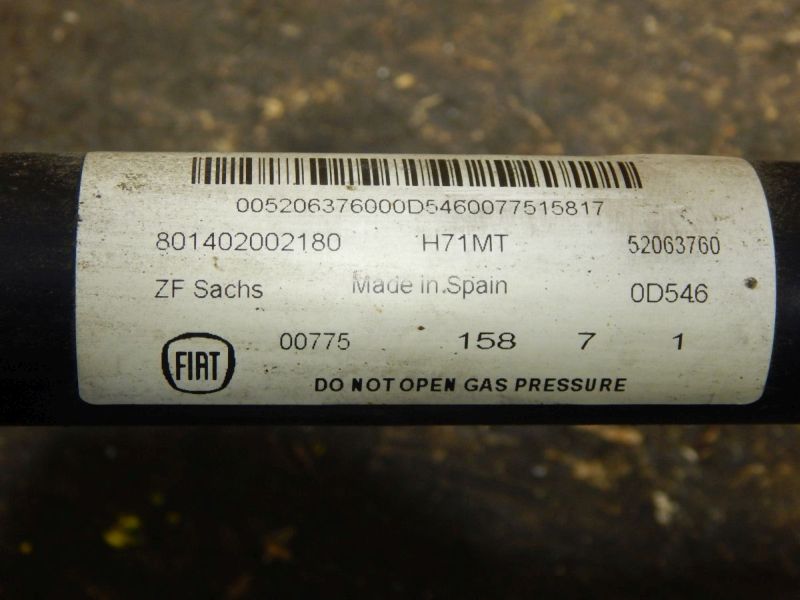 005206376000D5460077515817
801402002180 H71MT 52063760
ZF Sachs Made in Spain 0D546
FIAT 00775 158 7 1
DO NOT OPEN GAS PRESSURE